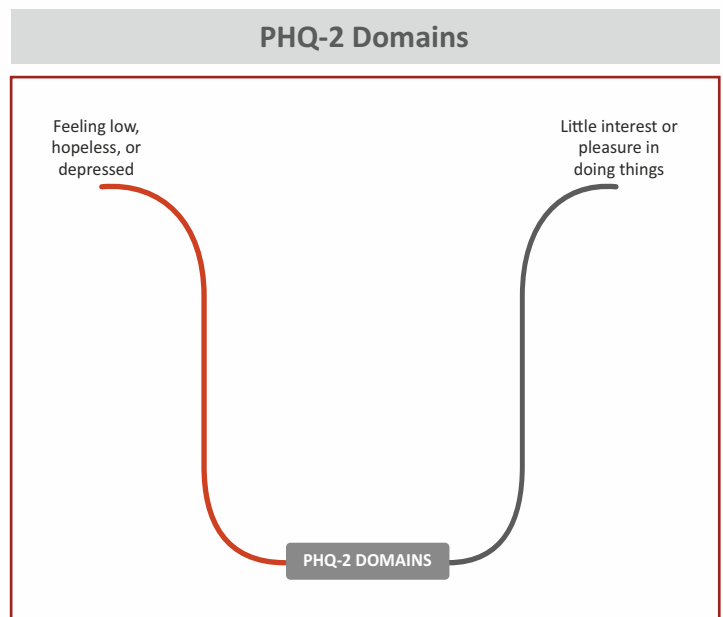 PHQ-2 Domains
Feeling low,
hopeless, or
depressed
Little interest or
pleasure in
doing things
PHQ-2 DOMAINS